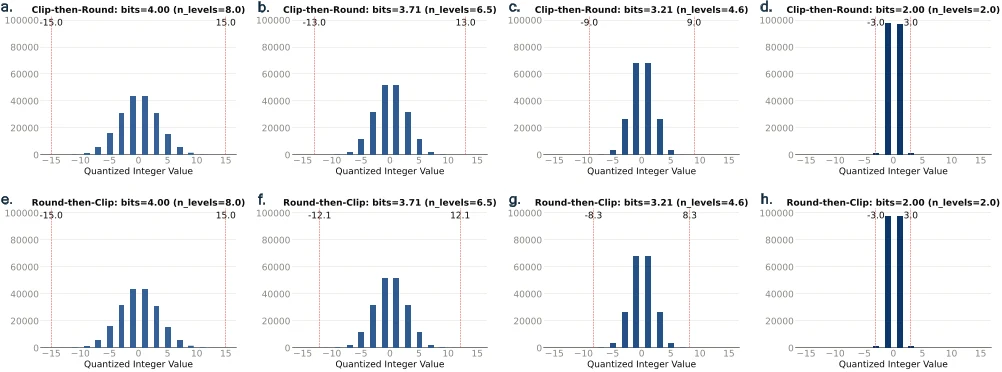 a. Clip-then-Round: bits=4.00 (n_levels=8.0)
-15.0 15.0
100000
80000
60000
40000
20000
0
−15 −10 −5 0 5 10 15
Quantized Integer Value
b. Clip-then-Round: bits=3.71 (n_levels=6.5)
-13.0 13.0
100000
80000
60000
40000
20000
0
−15 −10 −5 0 5 10 15
Quantized Integer Value
c. Clip-then-Round: bits=3.21 (n_levels=4.6)
-9.0 9.0
100000
80000
60000
40000
20000
0
−15 −10 −5 0 5 10 15
Quantized Integer Value
d. Clip-then-Round: bits=2.00 (n_levels=2.0)
-3.0 3.0
100000
80000
60000
40000
20000
0
−15 −10 −5 0 5 10 15
Quantized Integer Value
e. Round-then-Clip: bits=4.00 (n_levels=8.0)
-15.0 15.0
100000
80000
60000
40000
20000
0
−15 −10 −5 0 5 10 15
Quantized Integer Value
f. Round-then-Clip: bits=3.71 (n_levels=6.5)
-12.1 12.1
100000
80000
60000
40000
20000
0
−15 −10 −5 0 5 10 15
Quantized Integer Value
g. Round-then-Clip: bits=3.21 (n_levels=4.6)
-8.3 8.3
100000
80000
60000
40000
20000
0
−15 −10 −5 0 5 10 15
Quantized Integer Value
h. Round-then-Clip: bits=2.00 (n_levels=2.0)
-3.0 3.0
100000
80000
60000
40000
20000
0
−15 −10 −5 0 5 10 15
Quantized Integer Value